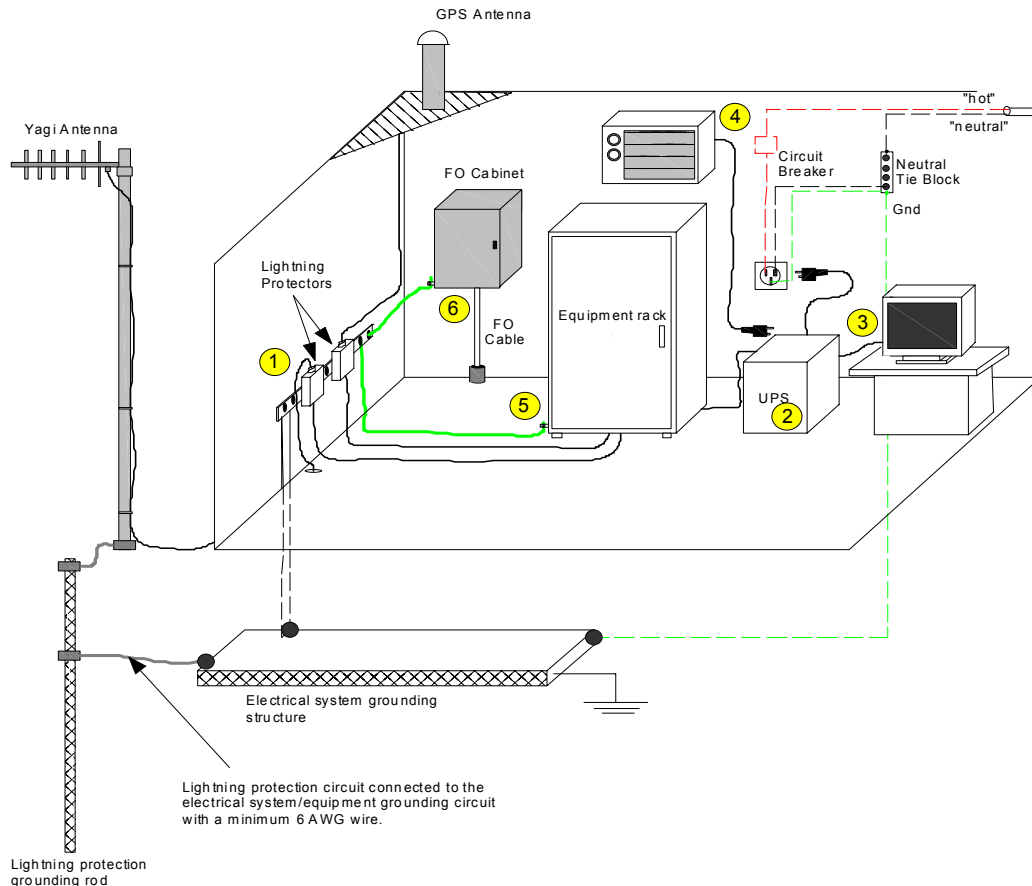 GPS Antenna
Yagi Antenna
"hot"
"neutral"
4
Circuit
Breaker
Neutral
Tie Block
Gnd
FO Cabinet
Lightning
Protectors
6
FO
Cable
Equipment rack
3
1
5
UPS
2
Electrical system grounding
structure
Lightning protection circuit connected to the
electrical system/equipment grounding circuit
with a minimum 6 AWG wire.
Lightning protection
grounding rod